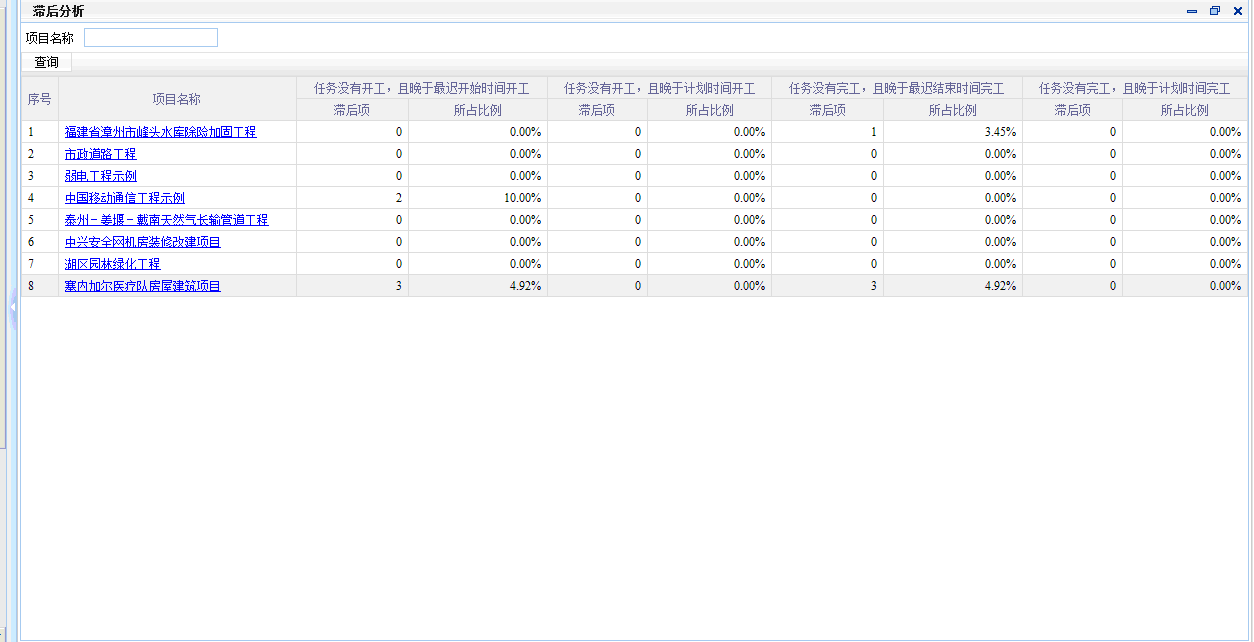 滞后分析
项目名称
查询
序号 项目名称 任务没有开工，且晚于最迟开始时间开工 任务没有开工，且晚于计划时间开工 任务没有完工，且晚于最迟结束时间完工 任务没有完工，且晚于计划时间完工
滞后项 所占比例 滞后项 所占比例 滞后项 所占比例 滞后项 所占比例
1 福建省漳州市峰头水库除险加固工程 0 0.00% 0 0.00% 1 3.45% 0 0.00%
2 市政道路工程 0 0.00% 0 0.00% 0 0.00% 0 0.00%
3 弱电工程示例 0 0.00% 0 0.00% 0 0.00% 0 0.00%
4 中国移动通信工程示例 2 10.00% 0 0.00% 0 0.00% 0 0.00%
5 泰州－姜堰－戴南天然气长输管道工程 0 0.00% 0 0.00% 0 0.00% 0 0.00%
6 中兴安全网机房装修改建项目 0 0.00% 0 0.00% 0 0.00% 0 0.00%
7 湖区园林绿化工程 0 0.00% 0 0.00% 0 0.00% 0 0.00%
8 塞内加尔医疗队房屋建筑项目 3 4.92% 0 0.00% 3 4.92% 0 0.00%